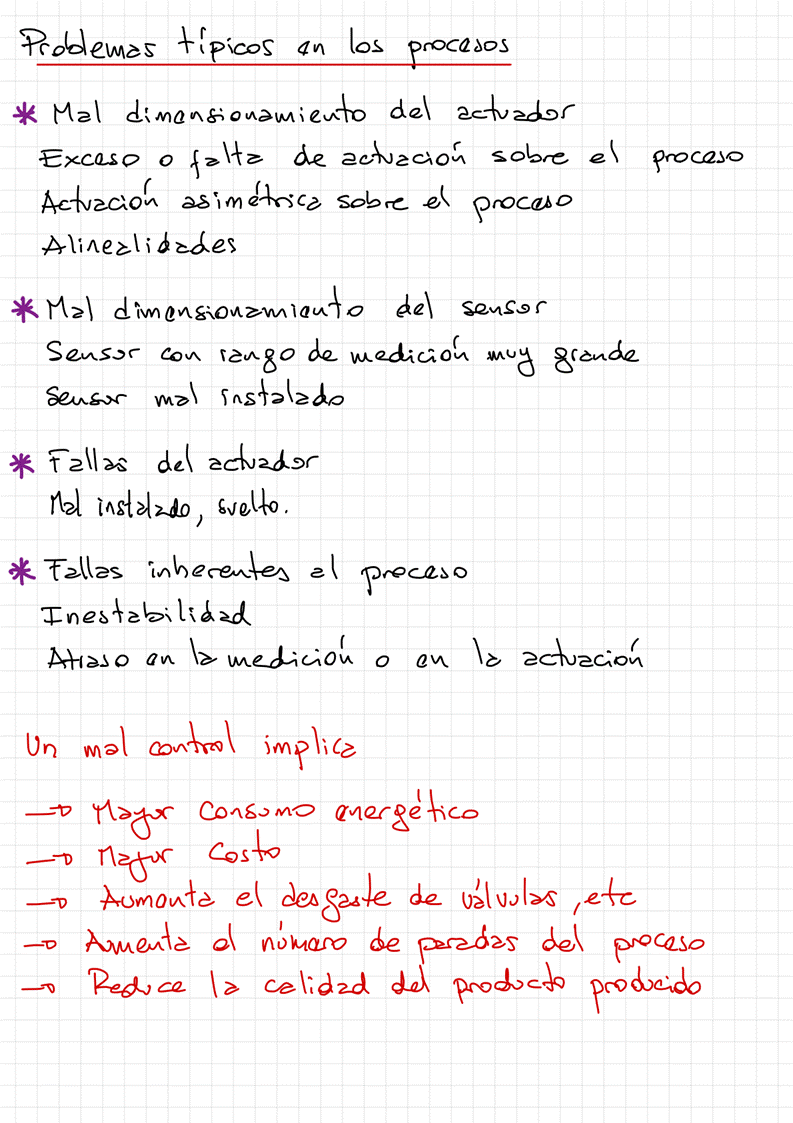 Problemas típicos en los procesos
* Mal dimensionamiento del actuador
Exceso o falta de actuación sobre el proceso
Actuación asimétrica sobre el proceso
Alinealidades
* Mal dimensionamiento del sensor
Sensor con rango de medición muy grande
Sensor mal instalado
* Fallas del actuador
Mal instalado, suelto.
* Fallas inherentes al proceso
Inestabilidad
Atraso en la medición o en la actuación
Un mal control implica
→ Mayor consumo energético
→ Mayor costo
→ Aumenta el desgaste de válvulas, etc
→ Aumenta el número de paradas del proceso
→ Reduce la calidad del producto producido